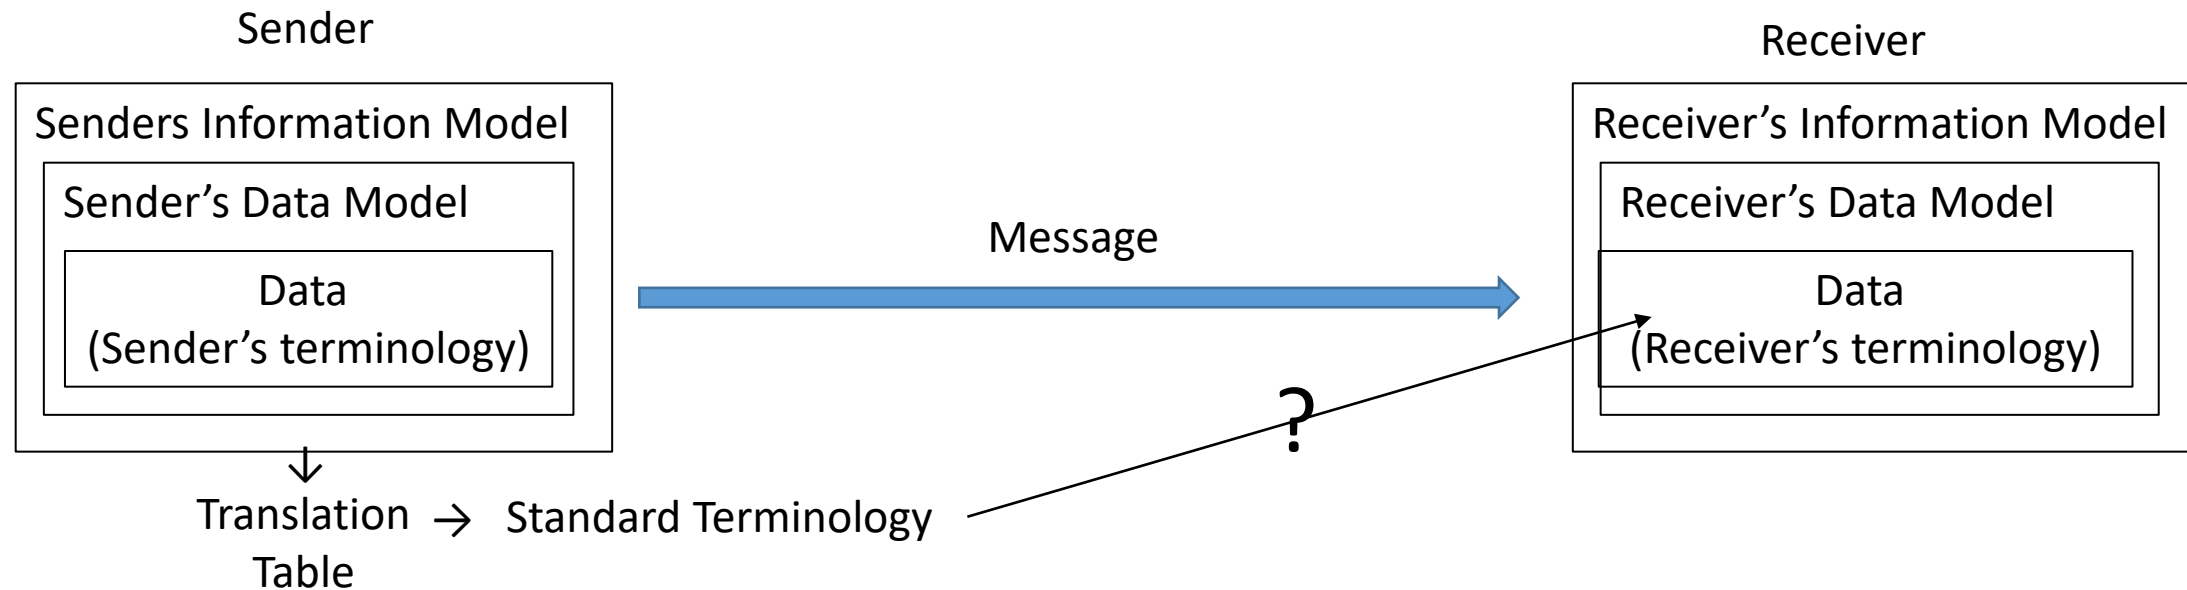 Sender
Senders Information Model
Sender’s Data Model
Data
(Sender’s terminology)
Message
Receiver
Receiver’s Information Model
Receiver’s Data Model
Data
(Receiver’s terminology)
?
Translation → Standard Terminology
Table